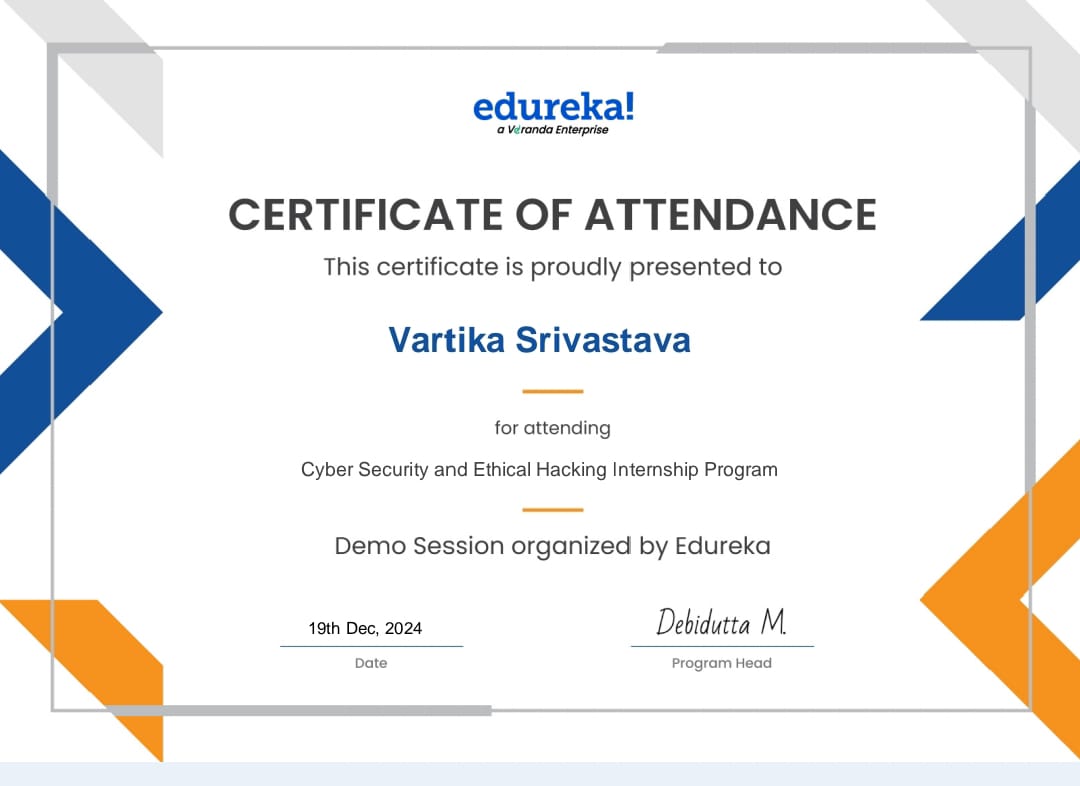 edureka!
a Veranda Enterprise
CERTIFICATE OF ATTENDANCE
This certificate is proudly presented to
Vartika Srivastava
for attending
Cyber Security and Ethical Hacking Internship Program
Demo Session organized by Edureka
19th Dec, 2024
Debidutta M.
Date
Program Head